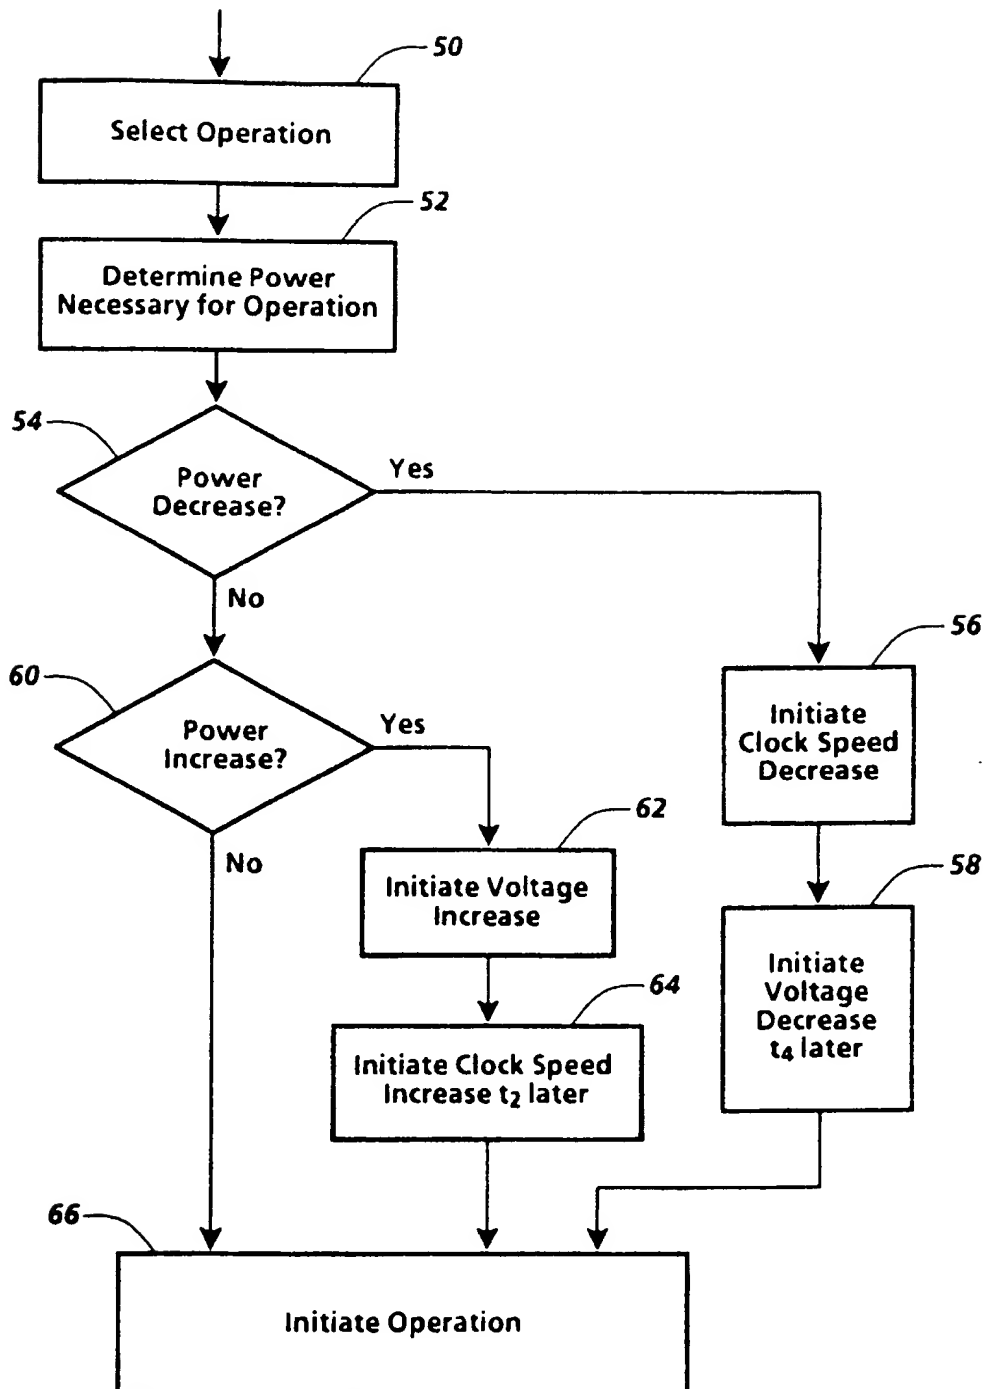 50
Select Operation
52
Determine Power
Necessary for Operation
54
Power
Decrease?
Yes
No
56
Initiate
Clock Speed
Decrease
58
Initiate
Voltage
Decrease
t₄ later
60
Power
Increase?
Yes
No
62
Initiate Voltage
Increase
64
Initiate Clock Speed
Increase t₂ later
66
Initiate Operation